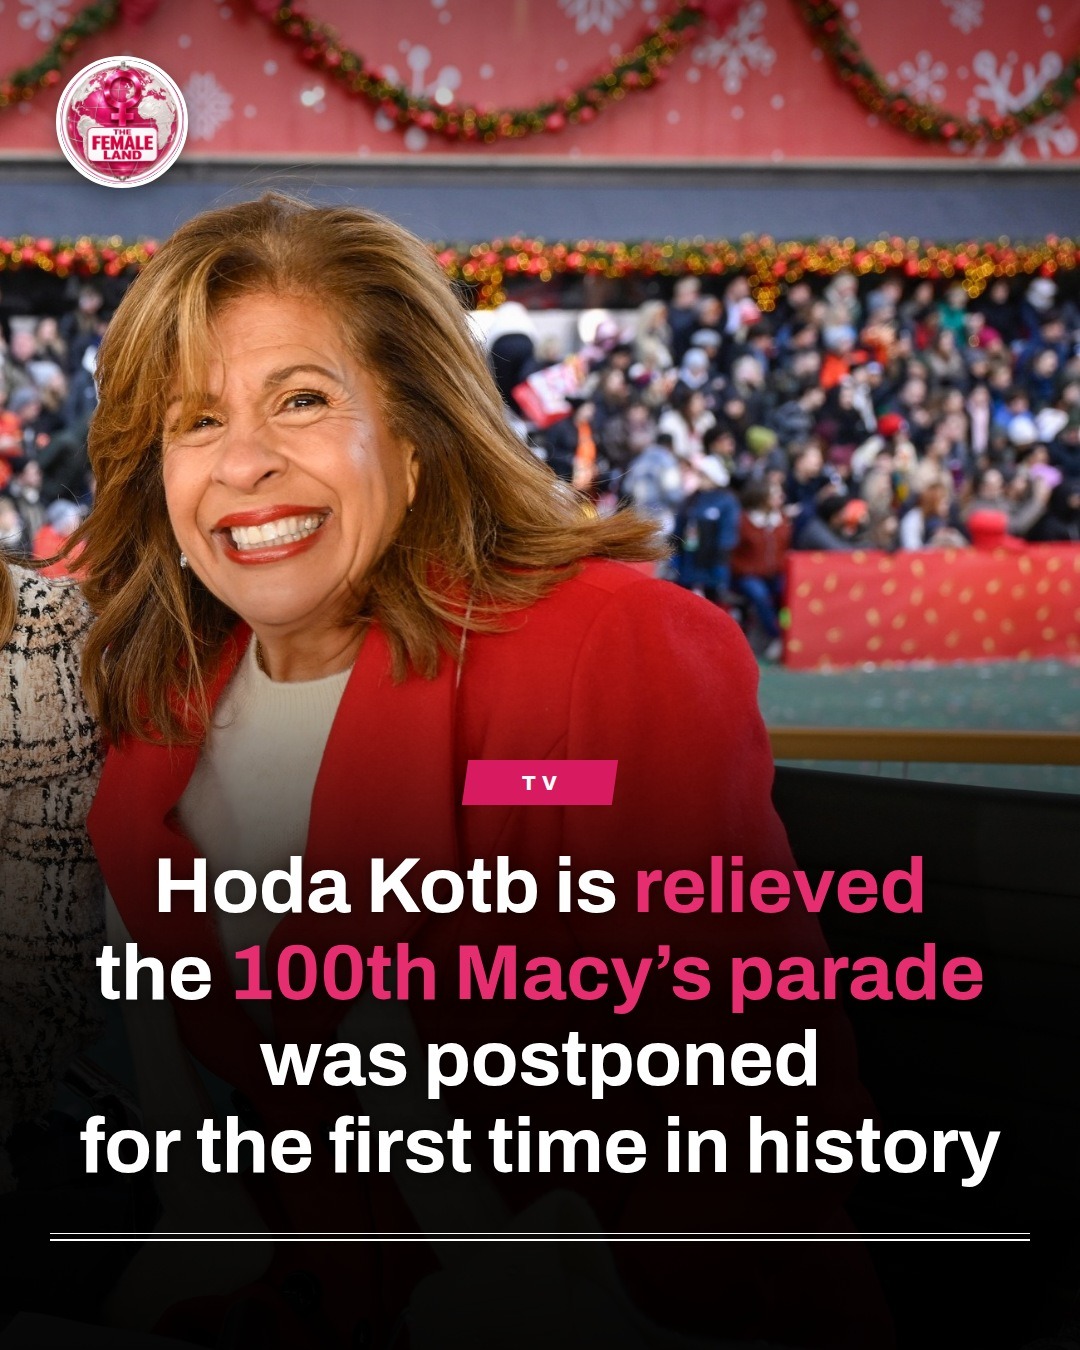 THE
FEMALE
LAND
TV
Hoda Kotb is relieved
the 100th Macy’s parade
was postponed
for the first time in history